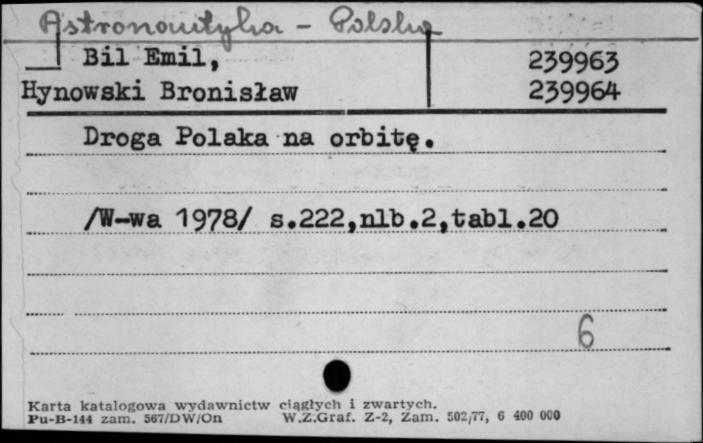 Astronautyka - Polska
Bil Emil, 239963
Hynowski Bronisław 239964
Droga Polaka na orbitę.
/W-wa 1978/ s.222,nlb.2,tabl.20
6
Karta katalogowa wydawnictw ciągłych i zwartych.
Pu-B-144 zam. 567/DW/On W.Z.Graf. Z-2, Zam. 502/77, 6 400 000